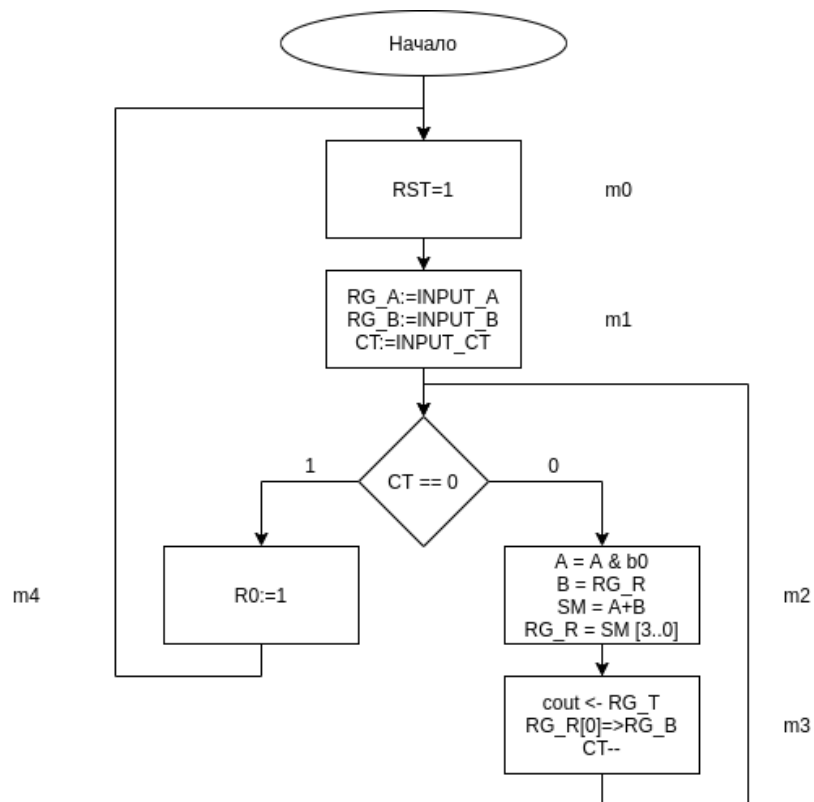 Начало
RST=1
m0
RG_A:=INPUT_A
RG_B:=INPUT_B
CT:=INPUT_CT
m1
1
CT == 0
0
m4
R0:=1
A = A & b0
B = RG_R
SM = A+B
RG_R = SM [3..0]
m2
cout <- RG_T
RG_R[0]=>RG_B
CT--
m3